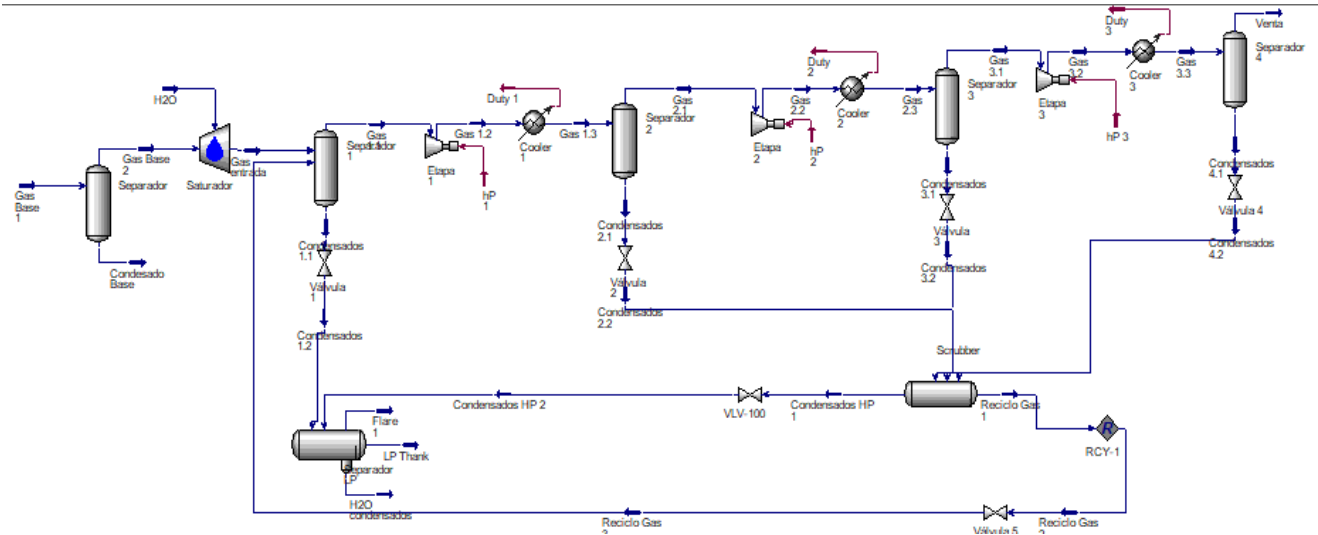 Duty
3
Venta
Gas
3.1
Gas
3.2
Gas
3.3
Separador
4
Duty
2
Separador
3
Cooler
3
H2O
Duty 1
Gas
2.1
Gas
2.2
Cooler
2
Gas
2.3
Etapa
3
hP 3
Gas
1
Separador
1
Gas 1.2
Cooler
1
Gas 1.3
Separador
2
Etapa
2
hP
2
Gas Base
2
Separador
Gas
entrada
Saturador
Etapa
1
hP
1
Gas
Base
1
Condensados
3.1
Condensados
4.1
Válvula
3
Válvula 4
Condesado
Base
Condensados
1.1
Válvula
1
Condensados
2.1
Válvula
2
Condensados
2.2
Condensados
3.2
Condensados
4.2
Condensados
1.2
Scrubber
Condensados HP 2
VLV-100
Condensados HP
1
Reciclo Gas
1
RCY-1
Flare
1
LP Thank
Separador
LP
H2O
condensados
Reciclo Gas
Válvula 5
Reciclo Gas